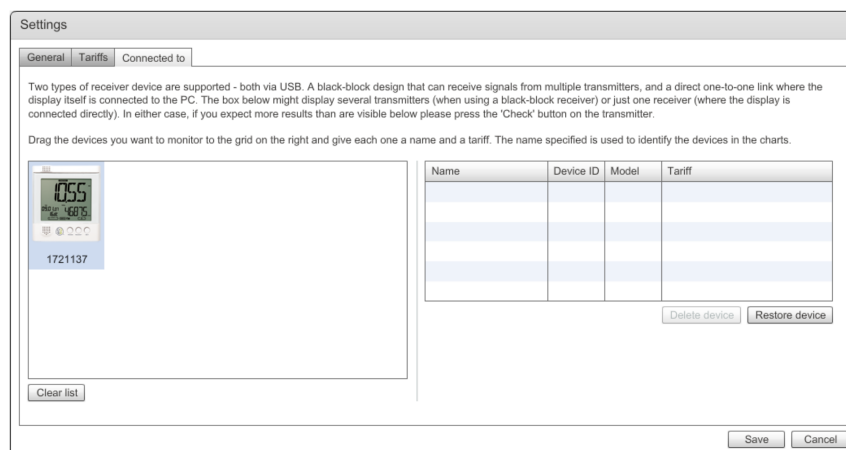 Settings
General Tariffs Connected to
Two types of receiver device are supported - both via USB. A black-block design that can receive signals from multiple transmitters, and a direct one-to-one link where the
display itself is connected to the PC. The box below might display several transmitters (when using a black-block receiver) or just one receiver (where the display is
connected directly). In either case, if you expect more results than are visible below please press the 'Check' button on the transmitter.
Drag the devices you want to monitor to the grid on the right and give each one a name and a tariff. The name specified is used to identify the devices in the charts.
1721137
Clear list
Name Device ID Model Tariff
Delete device Restore device
Save Cancel